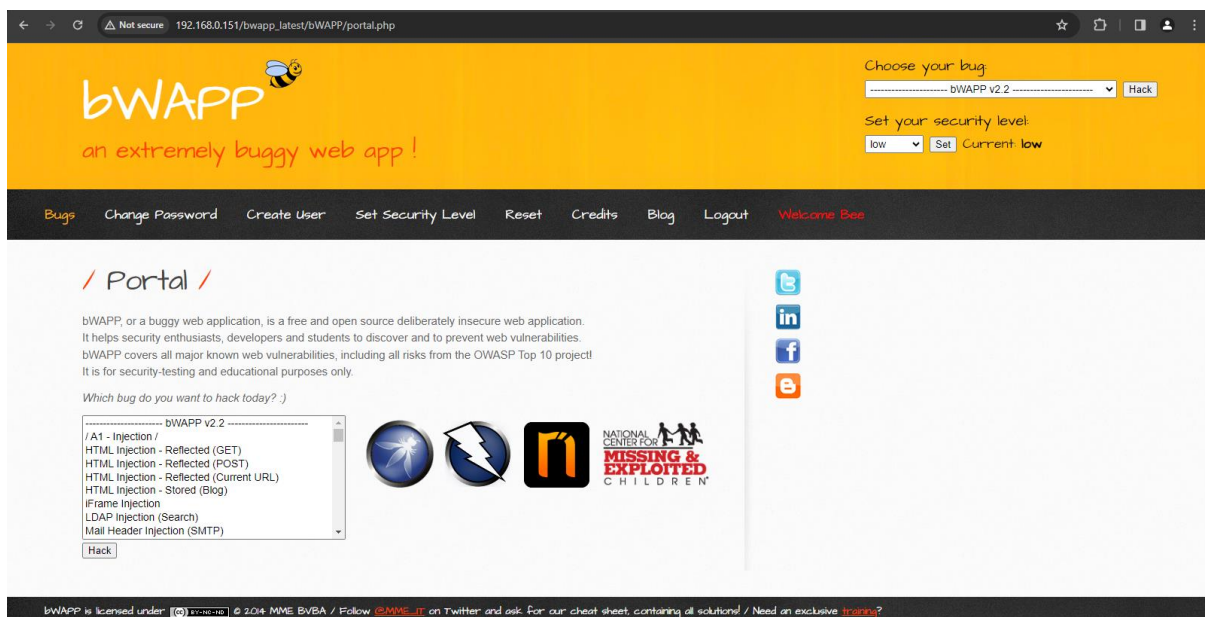 Not secure 192.168.0.151/bwapp_latest/bWAPP/portal.php
bWAPP
an extremely buggy web app !
Choose your bug:
---------------------- bWAPP v2.2 ----------------------- Hack
Set your security level:
low Set Current: low
Bugs Change Password Create User Set Security Level Reset Credits Blog Logout Welcome Bee
/ Portal /
bWAPP, or a buggy web application, is a free and open source deliberately insecure web application.
It helps security enthusiasts, developers and students to discover and to prevent web vulnerabilities.
bWAPP covers all major known web vulnerabilities, including all risks from the OWASP Top 10 project!
It is for security-testing and educational purposes only.
Which bug do you want to hack today? :)
---------------------- bWAPP v2.2 -----------------------
/ A1 - Injection /
HTML Injection - Reflected (GET)
HTML Injection - Reflected (POST)
HTML Injection - Reflected (Current URL)
HTML Injection - Stored (Blog)
iFrame Injection
LDAP Injection (Search)
Mail Header Injection (SMTP)
Hack
n
NATIONAL
CENTER FOR
MISSING &
EXPLOITED
CHILDREN
in
f
bWAPP is licensed under (cc) BY-NC-ND © 2014 MME BVBA / Follow @MME_IT on Twitter and ask for our cheat sheet, containing all solutions! / Need an exclusive training?